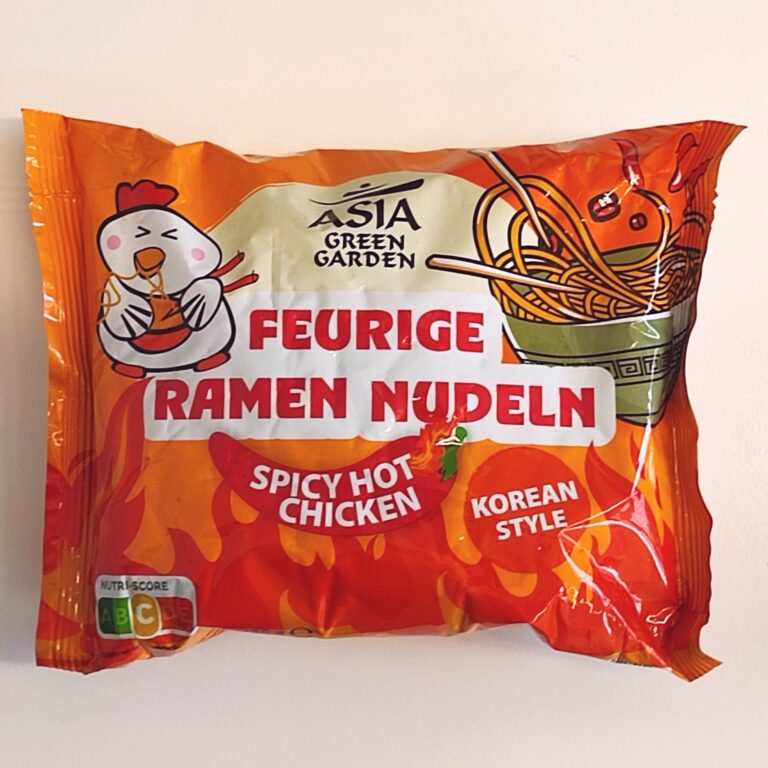 ASIA
GREEN
GARDEN
FEURIGE
RAMEN NUDELN
SPICY HOT
CHICKEN
KOREAN
STYLE
NUTRI-SCORE
A B C D E